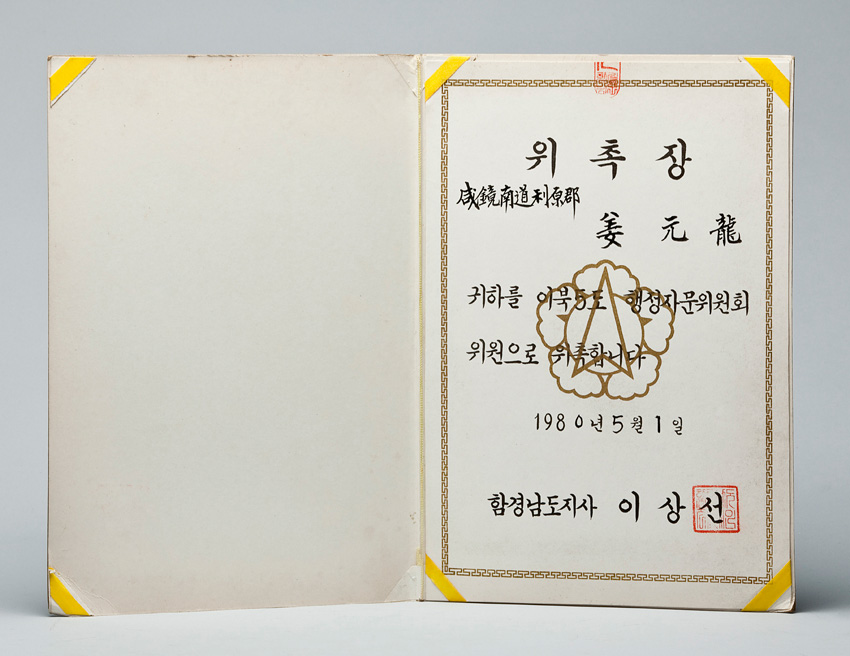 위 촉 장
咸鏡南道利原郡
姜 元 龍
귀하를 이북5도 행정자문위원회
위원으로 위촉합니다
1980년 5월 1일
함경남도지사 이 상 선